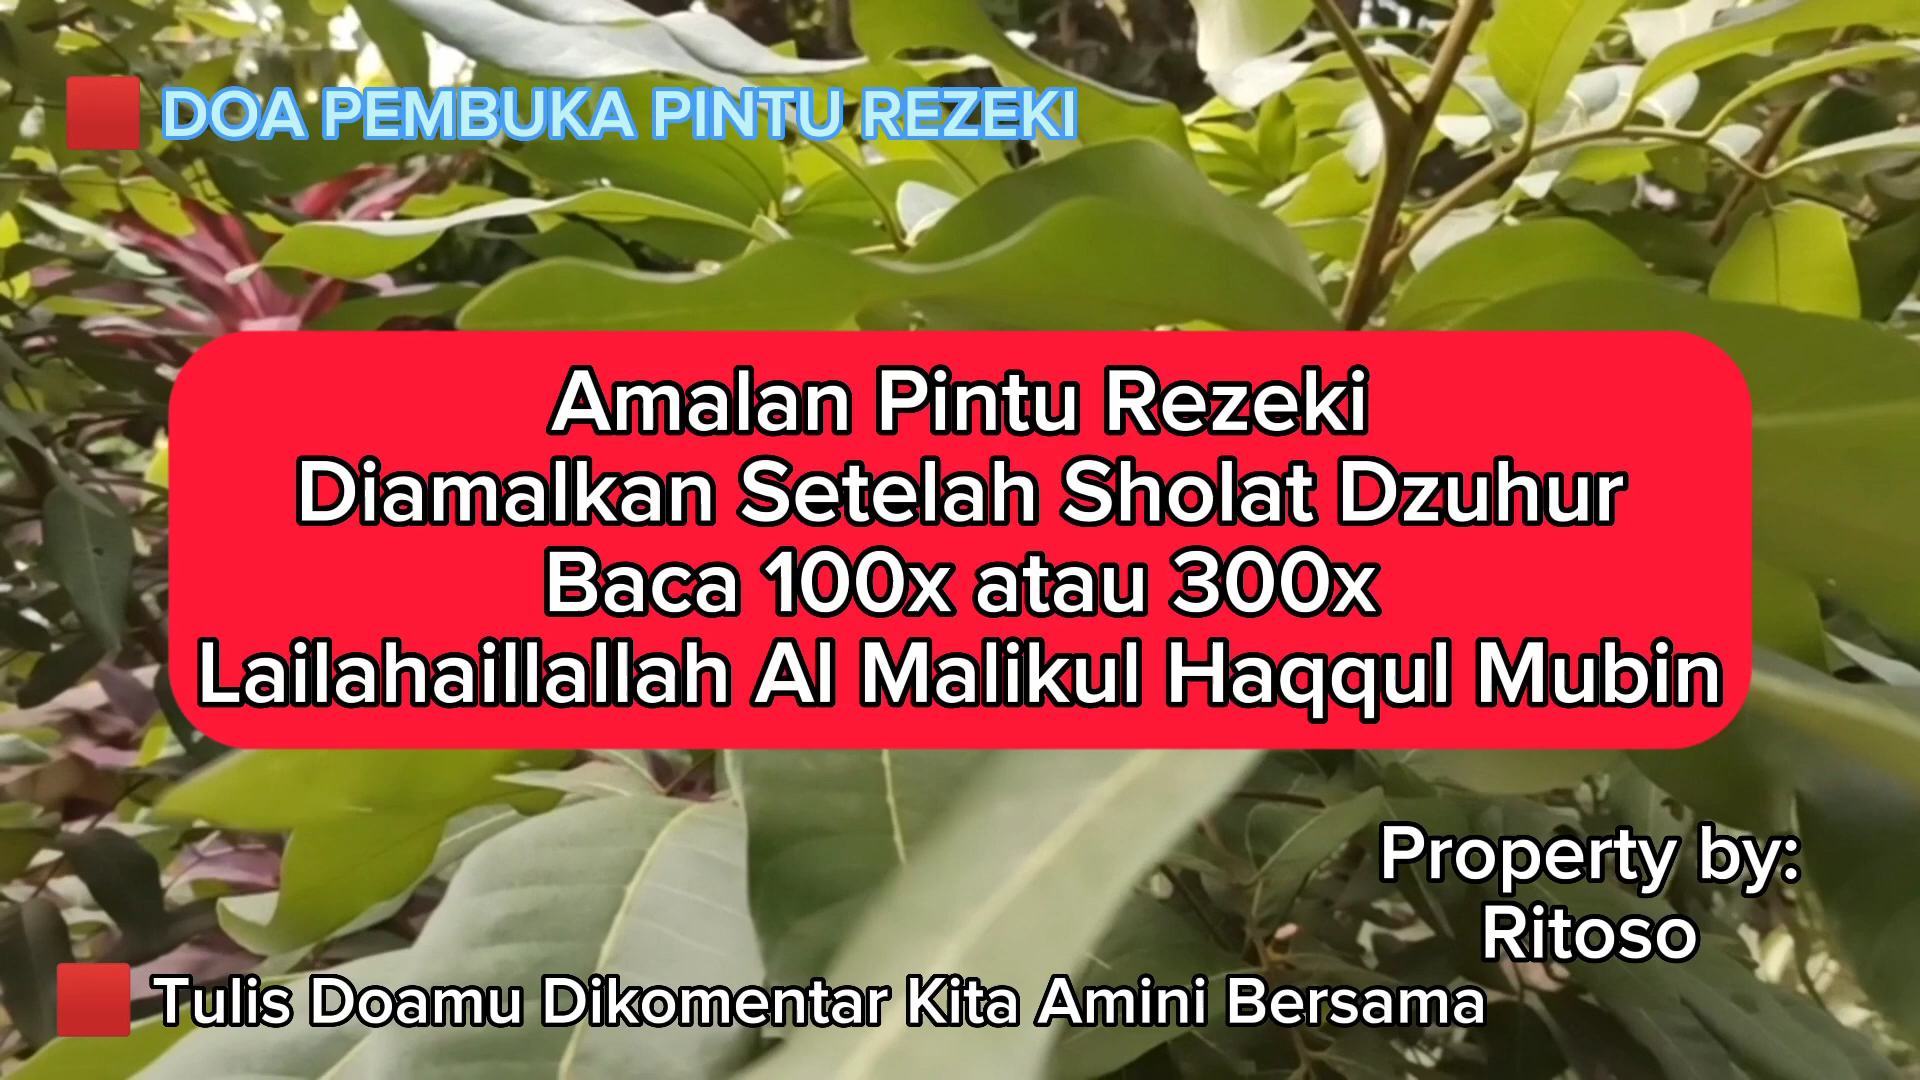 DOA PEMBUKA PINTU REZEKI
Amalan Pintu Rezeki
Diamalkan Setelah Sholat Dzuhur
Baca 100x atau 300x
Lailahaillallah Al Malikul Haqqul Mubin
Property by:
Ritoso
Tulis Doamu Dikomentar Kita Amini Bersama